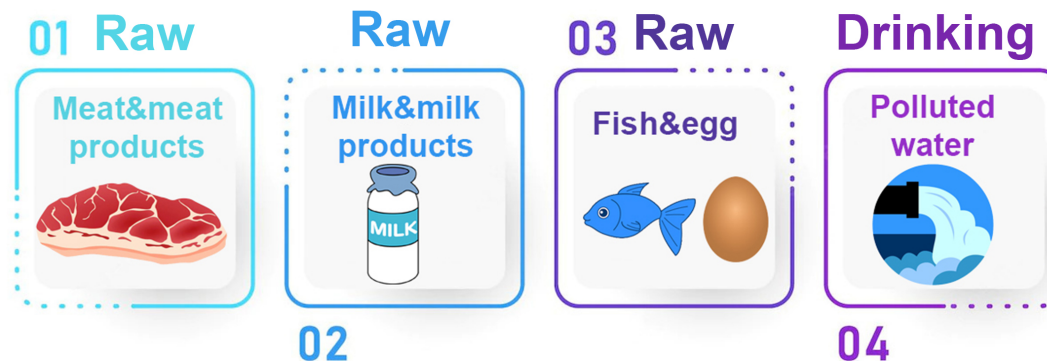 01 Raw
Meat&meat
products
Raw
Milk&milk
products
MILK
02
03 Raw
Fish&egg
Drinking
Polluted
water
04